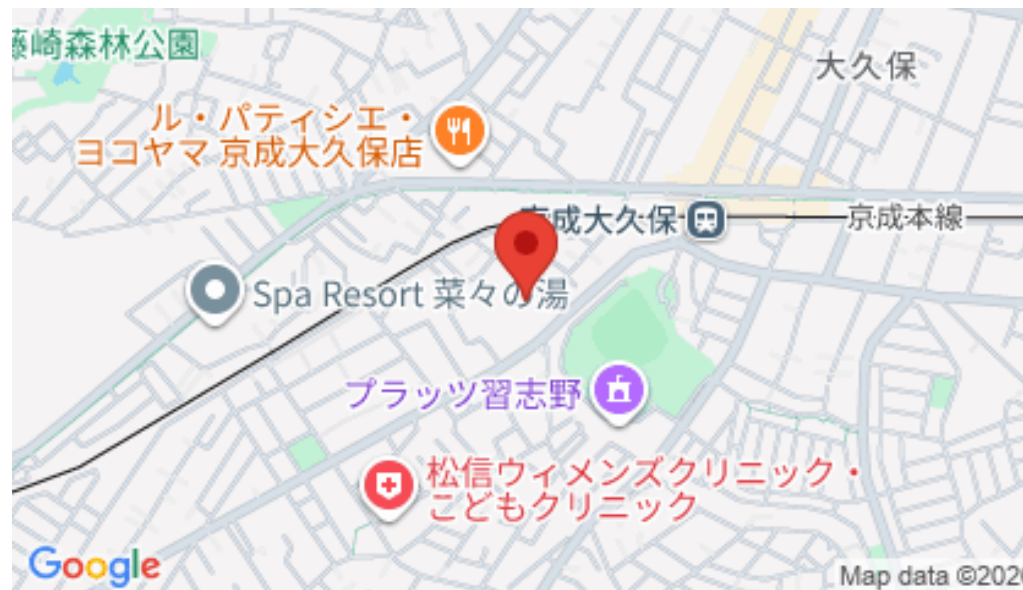 藤崎森林公園
大久保
ル・パティシエ・
ヨコヤマ 京成大久保店
京成大久保
京成本線
Spa Resort 菜々の湯
プラッツ習志野
松信ウィメンズクリニック・
こどもクリニック
Google
Map data ©2020